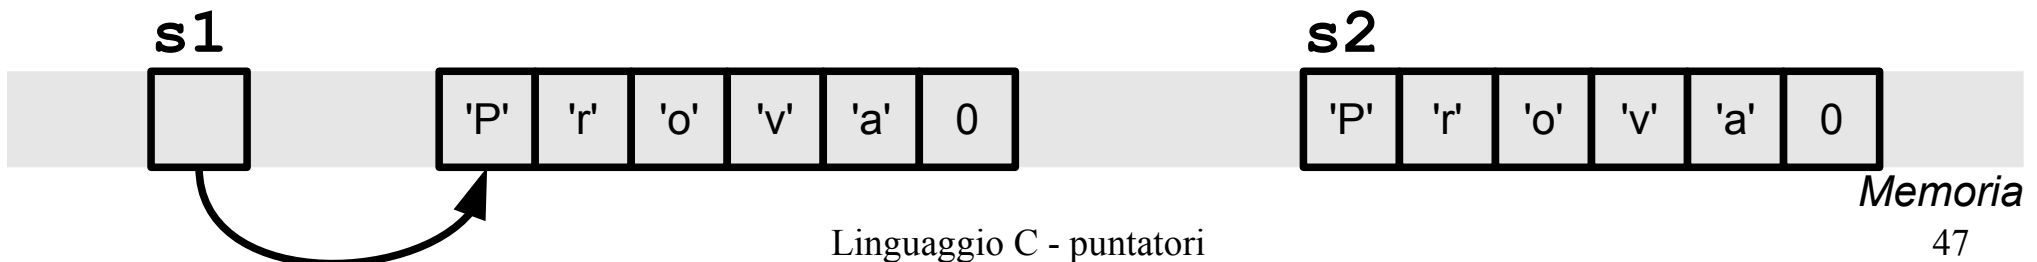 s1 s2
'P' 'r' 'o' 'v' 'a' 0 'P' 'r' 'o' 'v' 'a' 0
Memoria
Linguaggio C - puntatori 47